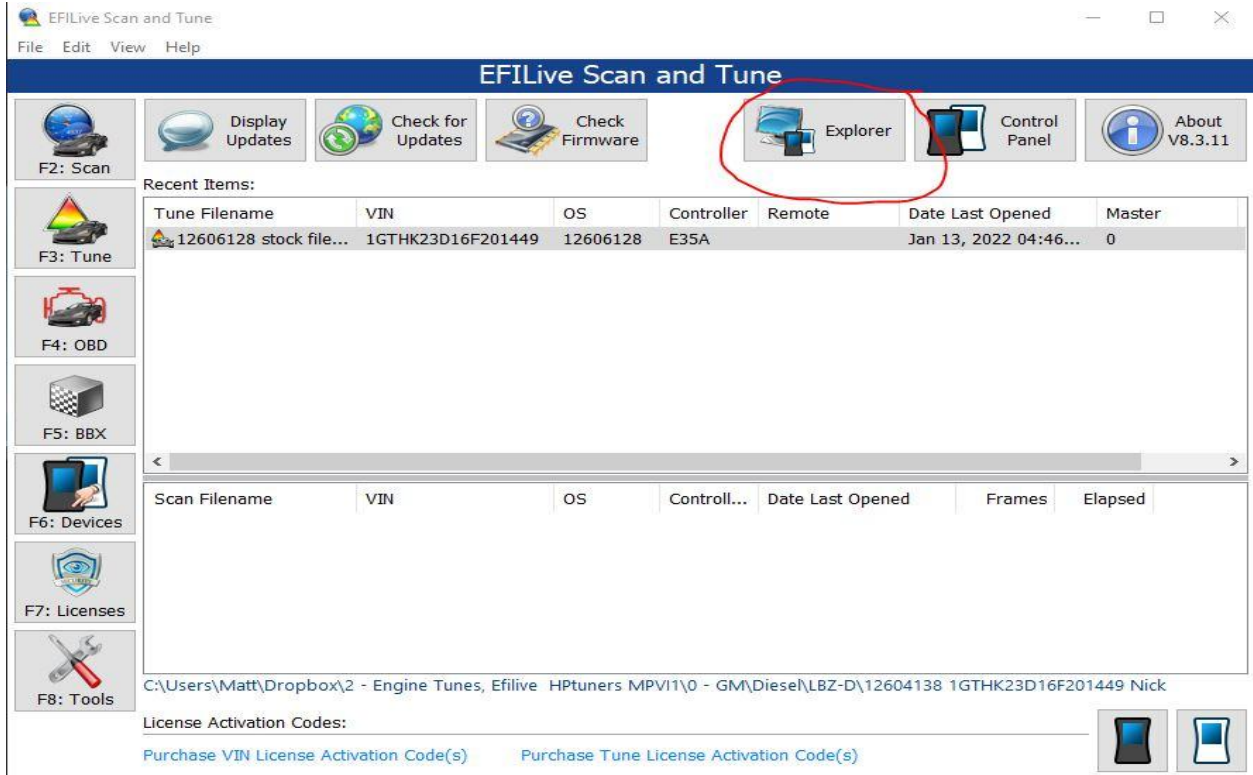 EFILive Scan and Tune
File Edit View Help
EFILive Scan and Tune
F2: Scan
Display Updates
Check for Updates
Check Firmware
Explorer
Control Panel
About V8.3.11
Recent Items:
Tune Filename VIN OS Controller Remote Date Last Opened Master
12606128 stock file... 1GTHK23D16F201449 12606128 E35A Jan 13, 2022 04:46... 0
F3: Tune
F4: OBD
F5: BBX
Scan Filename VIN OS Controll... Date Last Opened Frames Elapsed
F6: Devices
F7: Licenses
F8: Tools
C:\Users\Matt\Dropbox\2 - Engine Tunes, Efilive HPtuners MPVI1\0 - GM\Diesel\LBZ-D\12604138 1GTHK23D16F201449 Nick
License Activation Codes:
Purchase VIN License Activation Code(s) Purchase Tune License Activation Code(s)